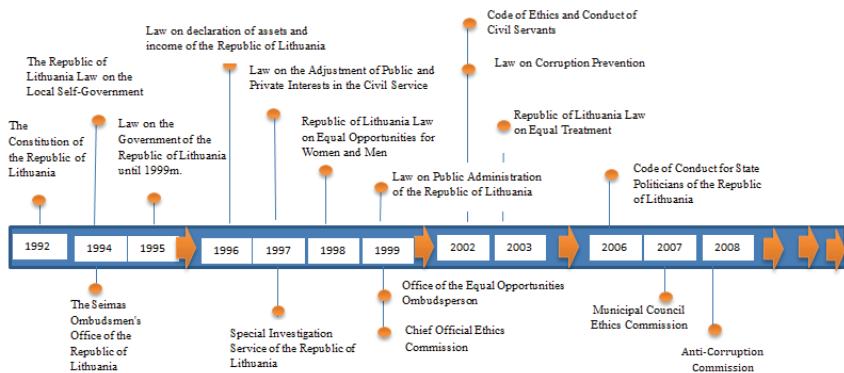 The Republic of
Lithuania Law on the
Local Self-Government
Law on declaration of assets and
income of the Republic of Lithuania
Law on the Adjustment of Public and
Private Interests in the Civil Service
Code of Ethics and Conduct of
Civil Servants
Law on Corruption Prevention
The
Constitution of
the Republic of
Lithuania
Law on the
Government of the
Republic of Lithuania
until 1999m.
Republic of Lithuania Law
on Equal Opportunities for
Women and Men
Law on Public Administration
of the Republic of Lithuania
Republic of Lithuania Law
on Equal Treatment
Code of Conduct for State
Politicians of the Republic
of Lithuania
1992
1994
1995
1996
1997
1998
1999
2002
2003
2006
2007
2008
The Seimas
Ombudsmen's
Office of the
Republic of
Lithuania
Special Investigation
Service of the Republic of
Lithuania
Office of the Equal Opportunities
Ombudsperson
Chief Official Ethics
Commission
Municipal Council
Ethics Commission
Anti-Corruption
Commission